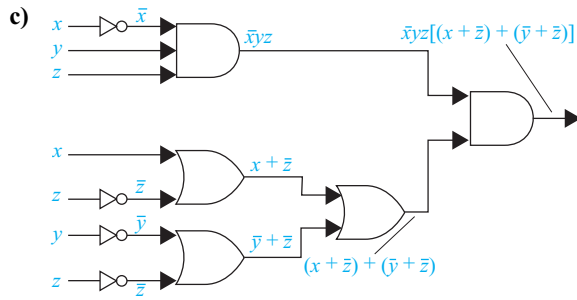 c)
x x̄
y
z
x̄yz
x̄yz[(x + z̄) + (ȳ + z̄)]
x
z z̄
x + z̄
y ȳ
z z̄
ȳ + z̄
(x + z̄) + (ȳ + z̄)